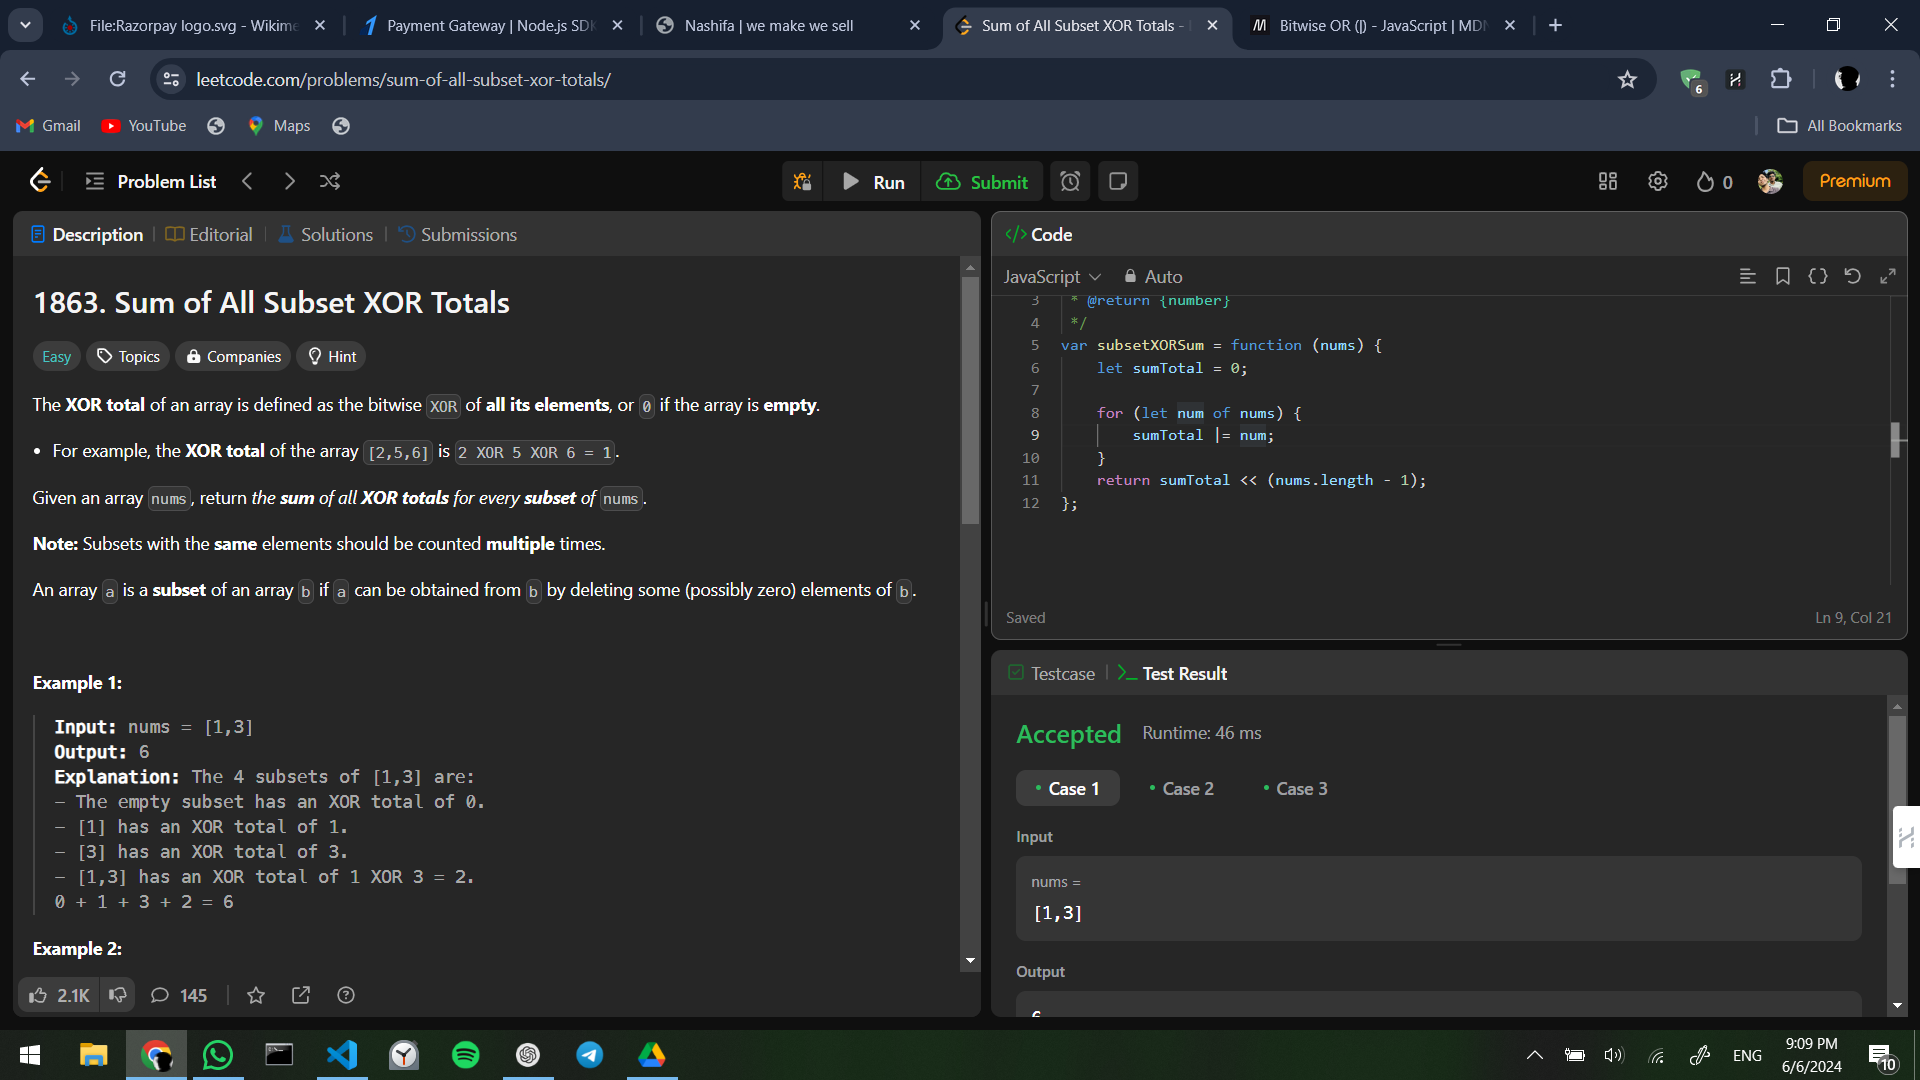 File:Razorpay logo.svg - Wikime
Payment Gateway | Node.js SDK
Nashifa | we make we sell
Sum of All Subset XOR Totals -
Bitwise OR (|) - JavaScript | MDN
leetcode.com/problems/sum-of-all-subset-xor-totals/
6
Gmail
YouTube
Maps
All Bookmarks
Problem List
Run
Submit
0
Premium
Description
Editorial
Solutions
Submissions
1863. Sum of All Subset XOR Totals
Easy
Topics
Companies
Hint
The XOR total of an array is defined as the bitwise XOR of all its elements, or 0 if the array is empty.
• For example, the XOR total of the array [2,5,6] is 2 XOR 5 XOR 6 = 1.
Given an array nums, return the sum of all XOR totals for every subset of nums.
Note: Subsets with the same elements should be counted multiple times.
An array a is a subset of an array b if a can be obtained from b by deleting some (possibly zero) elements of b.
Example 1:
Input: nums = [1,3]
Output: 6
Explanation: The 4 subsets of [1,3] are:
- The empty subset has an XOR total of 0.
- [1] has an XOR total of 1.
- [3] has an XOR total of 3.
- [1,3] has an XOR total of 1 XOR 3 = 2.
0 + 1 + 3 + 2 = 6
Example 2:
2.1K
145
</> Code
JavaScript
Auto
3 * @return {number}
4 */
5 var subsetXORSum = function (nums) {
6 let sumTotal = 0;
7
8 for (let num of nums) {
9 sumTotal |= num;
10 }
11 return sumTotal << (nums.length - 1);
12 };
Saved
Ln 9, Col 21
Testcase
Test Result
Accepted
Runtime: 46 ms
• Case 1
• Case 2
• Case 3
Input
nums =
[1,3]
Output
6
ENG
9:09 PM
6/6/2024
10